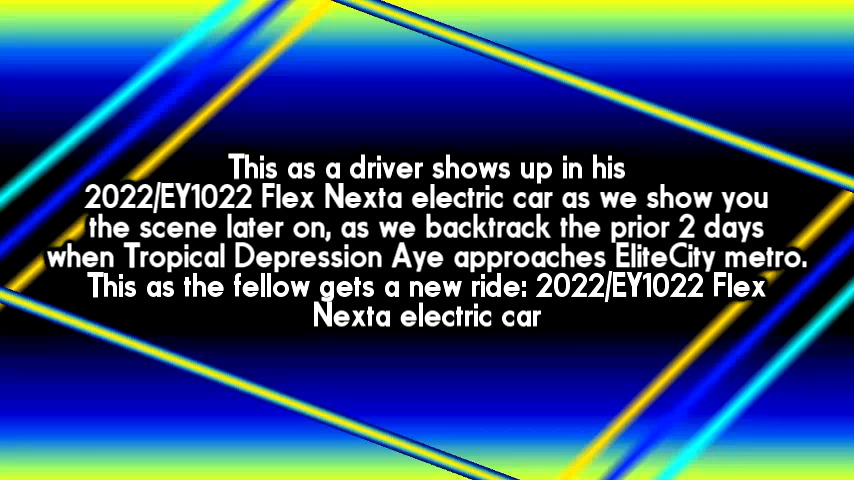 This as a driver shows up in his
2022/EY1022 Flex Nexta electric car as we show you
the scene later on, as we backtrack the prior 2 days
when Tropical Depression Aye approaches EliteCity metro.
This as the fellow gets a new ride: 2022/EY1022 Flex
Nexta electric car